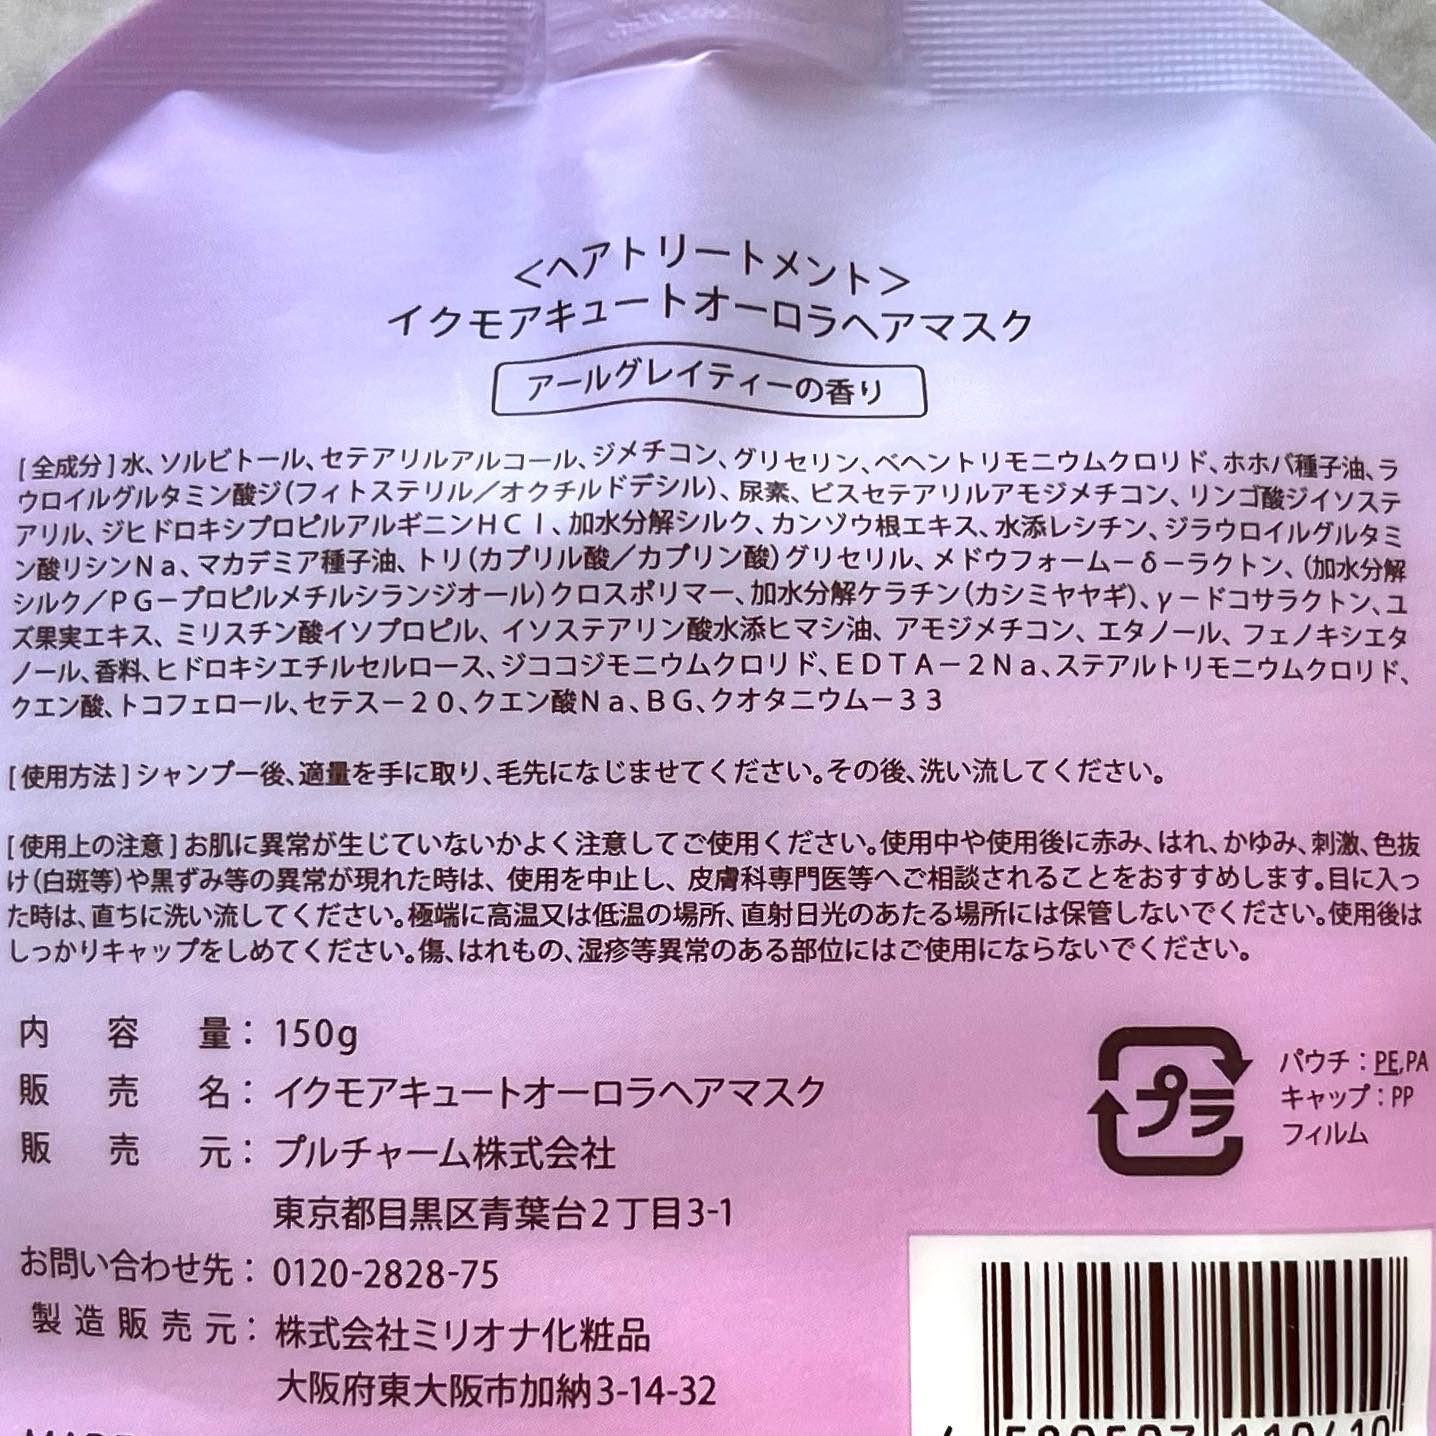 <ヘアトリートメント>
イクモアキュートオーロラヘアマスク
アールグレイティーの香り
[全成分]水、ソルビトール、セテアリルアルコール、ジメチコン、グリセリン、ベヘントリモニウムクロリド、ホホバ種子油、ラ
ウロイルグルタミン酸ジ(フィトステリル／オクチルドデシル)、尿素、ビスセテアリルアモジメチコン、リンゴ酸ジイソステ
アリル、ジヒドロキシプロピルアルギニンＨＣｌ、加水分解シルク、カンゾウ根エキス、水添レシチン、ジラウロイルグルタミ
ン酸リシンＮａ、マカデミア種子油、トリ(カプリル酸／カプリン酸)グリセリル、メドウフォーム－δ－ラクトン、(加水分解
シルク／ＰＧ－プロピルメチルシランジオール)クロスポリマー、加水分解ケラチン(カシミヤヤギ)、γ－ドコサラクトン、ユ
ズ果実エキス、ミリスチン酸イソプロピル、イソステアリン酸水添ヒマシ油、アモジメチコン、エタノール、フェノキシエタ
ノール、香料、ヒドロキシエチルセルロース、ジココジモニウムクロリド、ＥＤＴＡ－２Ｎａ、ステアルトリモニウムクロリド、
クエン酸、トコフェロール、セテス－２０、クエン酸Ｎａ、ＢＧ、クオタニウム－３３
[使用方法]シャンプー後、適量を手に取り、毛先になじませてください。その後、洗い流してください。
[使用上の注意]お肌に異常が生じていないかよく注意してご使用ください。使用中や使用後に赤み、はれ、かゆみ、刺激、色抜
け(白斑等)や黒ずみ等の異常が現れた時は、使用を中止し、皮膚科専門医等へご相談されることをおすすめします。目に入っ
た時は、直ちに洗い流してください。極端に高温又は低温の場所、直射日光のあたる場所には保管しないでください。使用後は
しっかりキャップをしめてください。傷、はれもの、湿疹等異常のある部位にはご使用にならないでください。
内容量：150g
販売名：イクモアキュートオーロラヘアマスク
販売元：プルチャーム株式会社
東京都目黒区青葉台2丁目3-1
お問い合わせ先：0120-2828-75
製造販売元：株式会社ミリオナ化粧品
大阪府東大阪市加納3-14-32
プラ
パウチ：PE,PA
キャップ：PP
フィルム